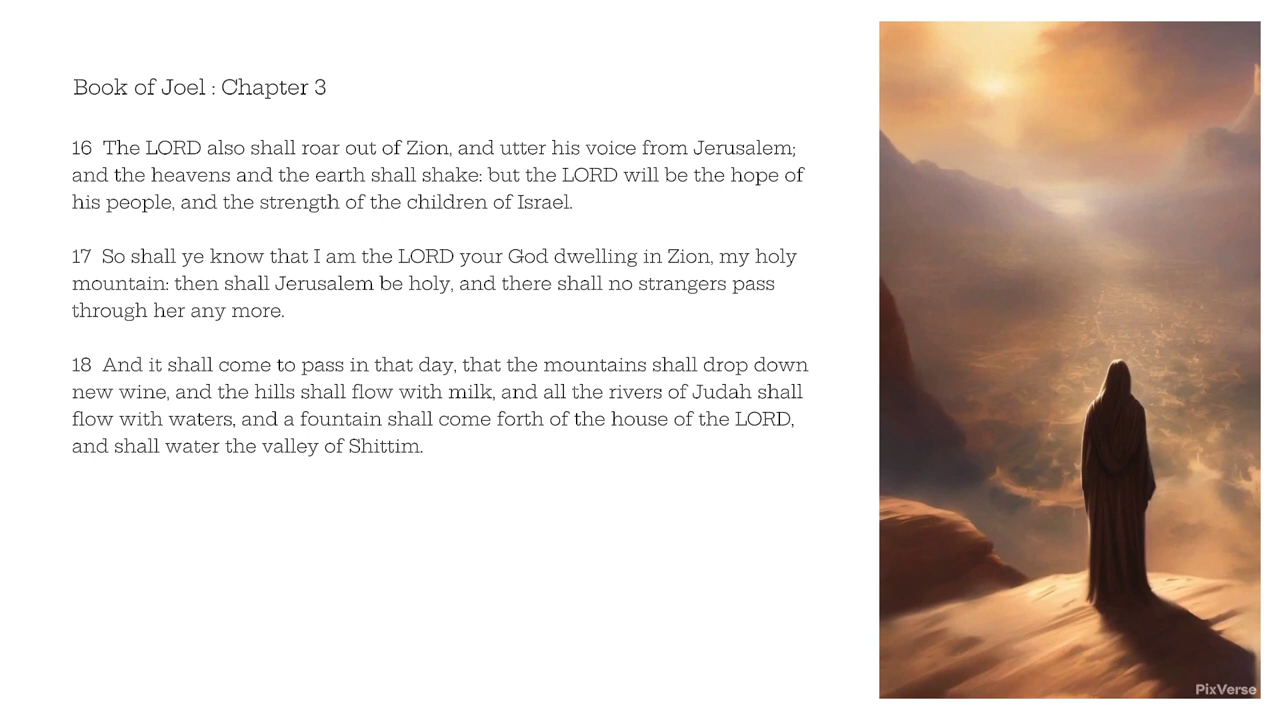 Book of Joel : Chapter 3
16 The LORD also shall roar out of Zion, and utter his voice from Jerusalem;
and the heavens and the earth shall shake: but the LORD will be the hope of
his people, and the strength of the children of Israel.
17 So shall ye know that I am the LORD your God dwelling in Zion, my holy
mountain: then shall Jerusalem be holy, and there shall no strangers pass
through her any more.
18 And it shall come to pass in that day, that the mountains shall drop down
new wine, and the hills shall flow with milk, and all the rivers of Judah shall
flow with waters, and a fountain shall come forth of the house of the LORD,
and shall water the valley of Shittim.
PixVerse